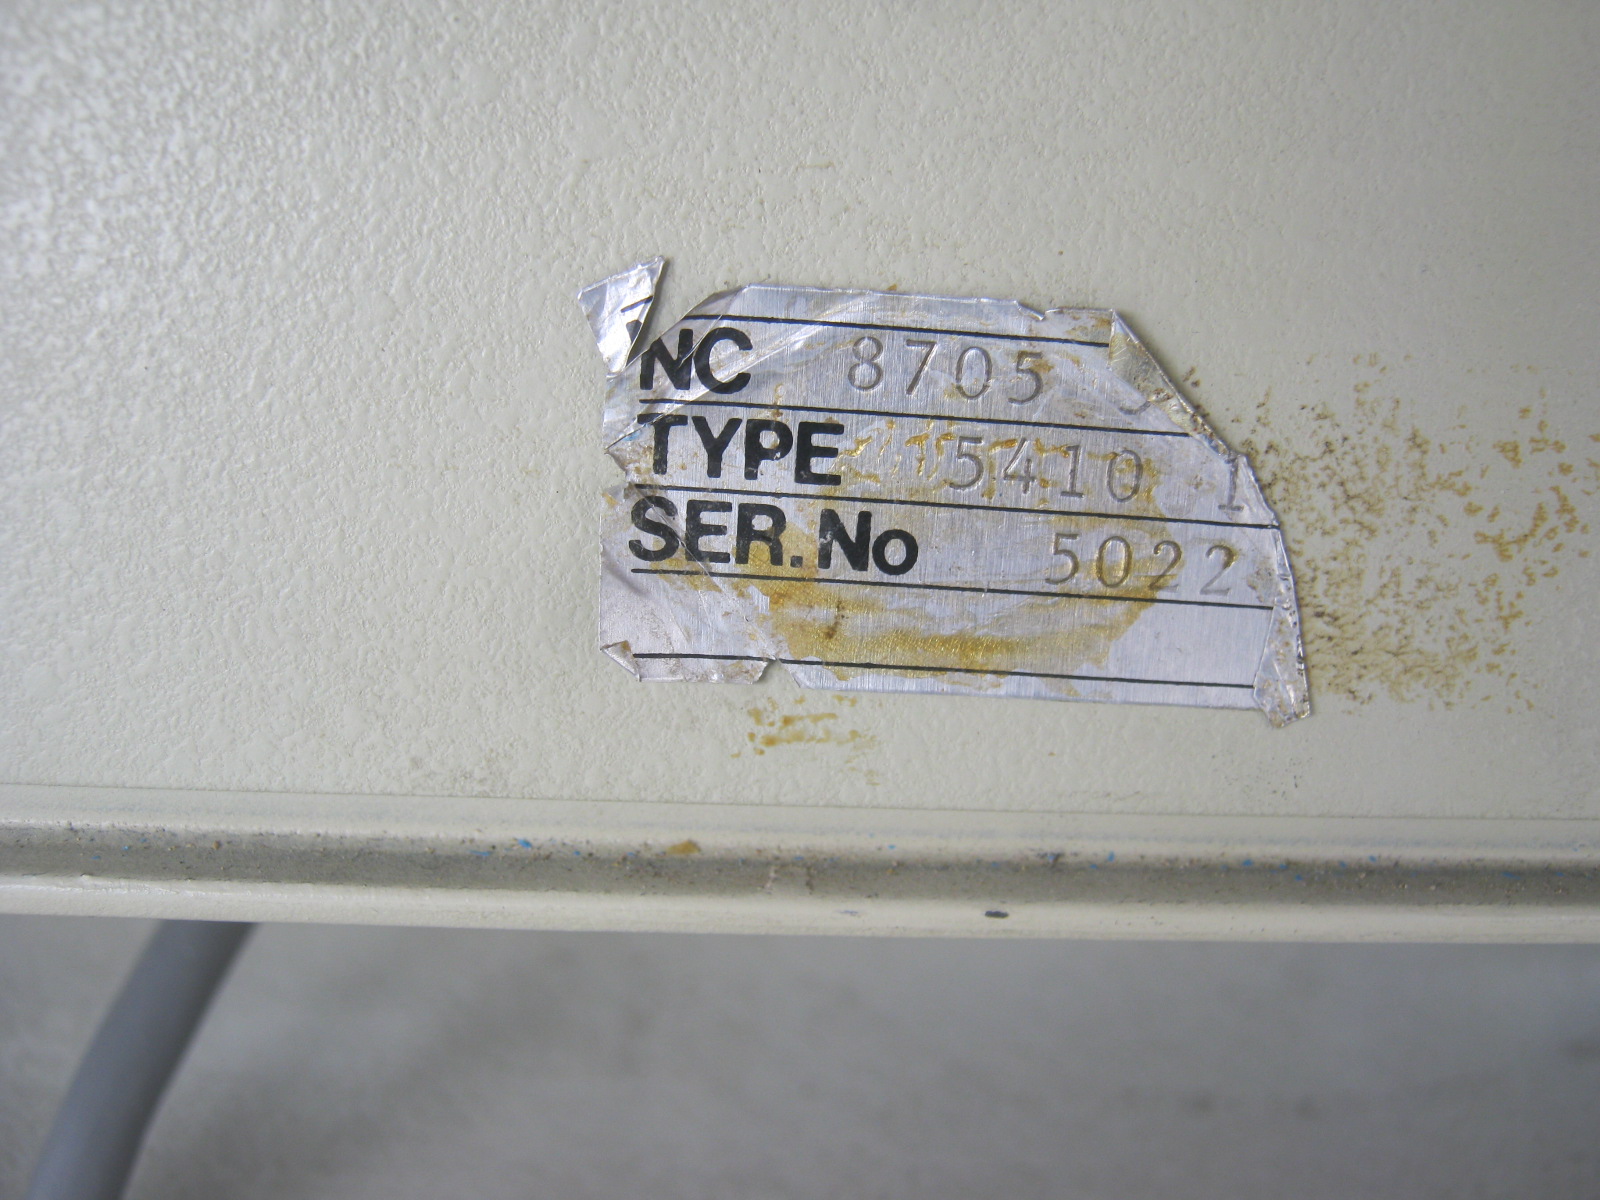 NC 8705
TYPE 5410 1
SER.No 5022